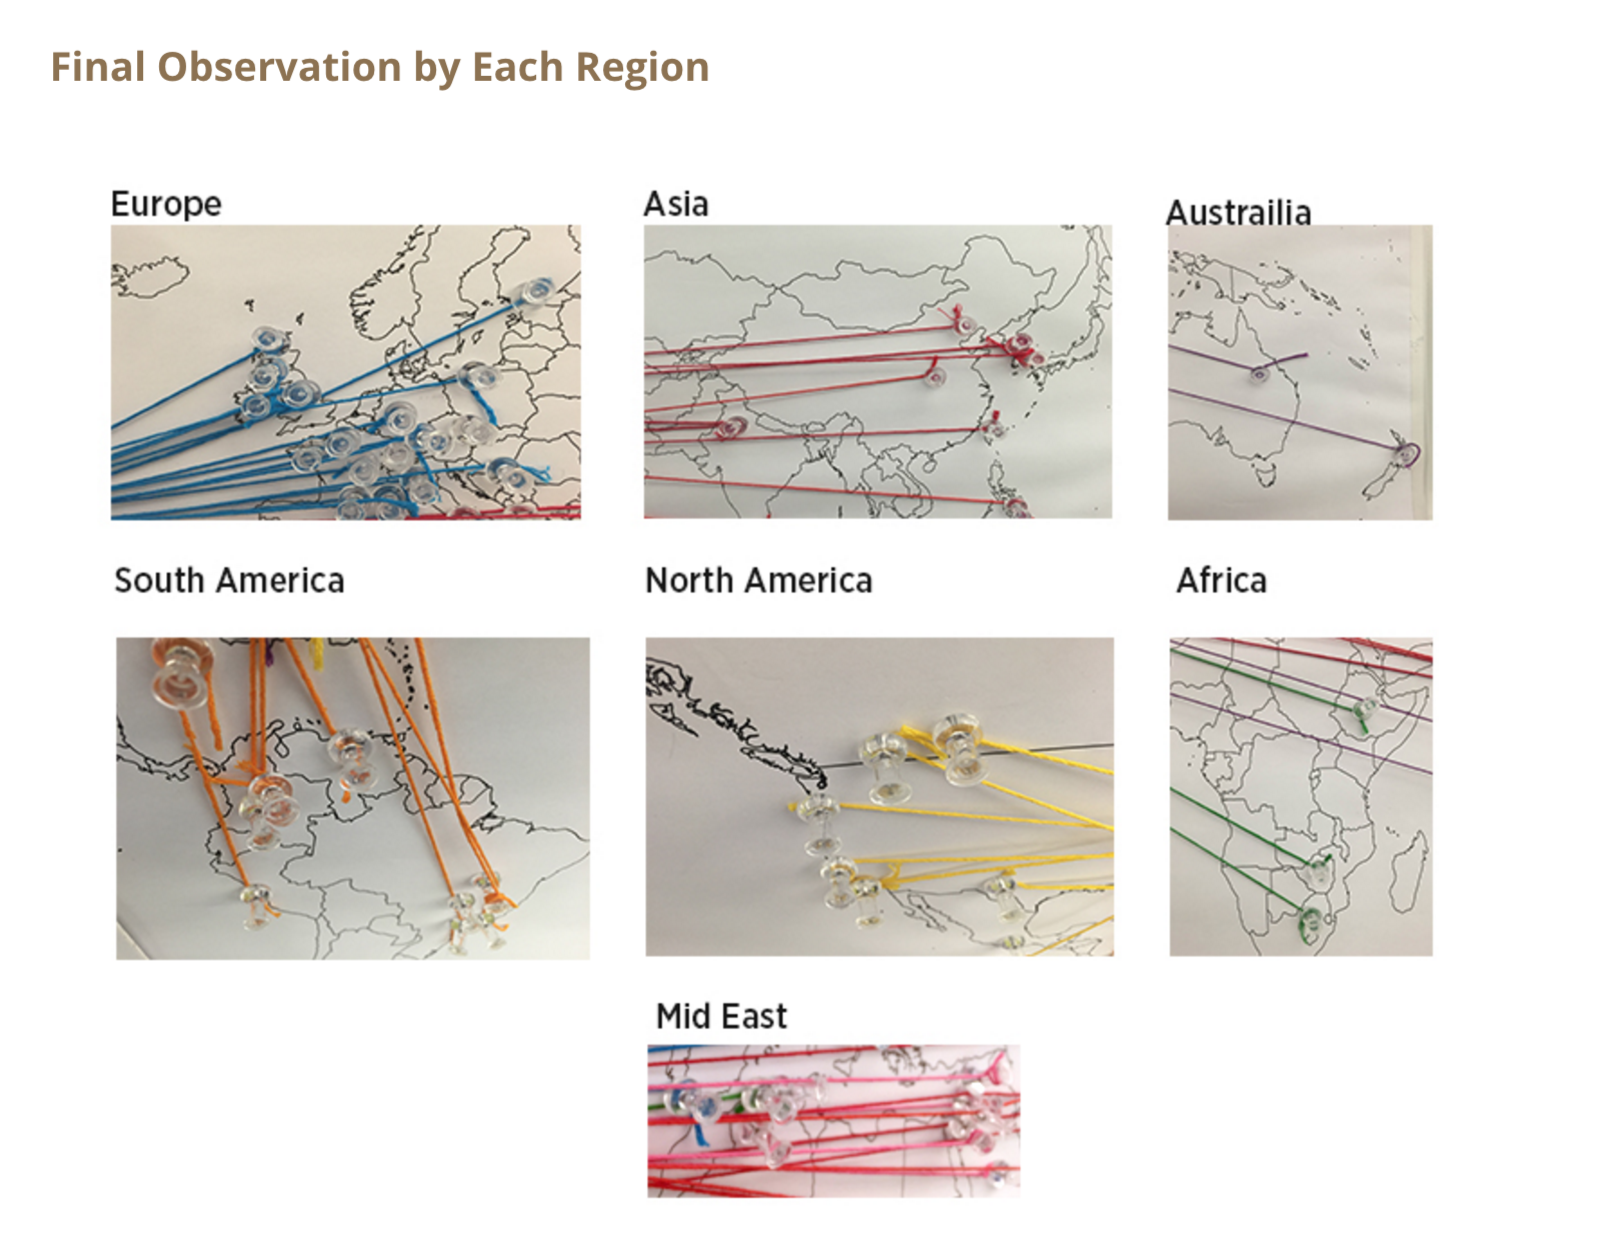 Final Observation by Each Region
Europe
Asia
Austrailia
South America
North America
Africa
Mid East